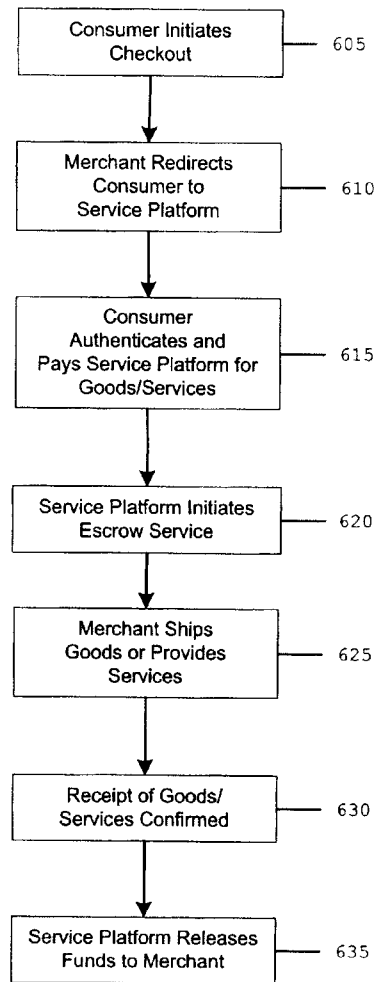 Consumer Initiates
Checkout
605
Merchant Redirects
Consumer to
Service Platform
610
Consumer
Authenticates and
Pays Service Platform for
Goods/Services
615
Service Platform Initiates
Escrow Service
620
Merchant Ships
Goods or Provides
Services
625
Receipt of Goods/
Services Confirmed
630
Service Platform Releases
Funds to Merchant
635